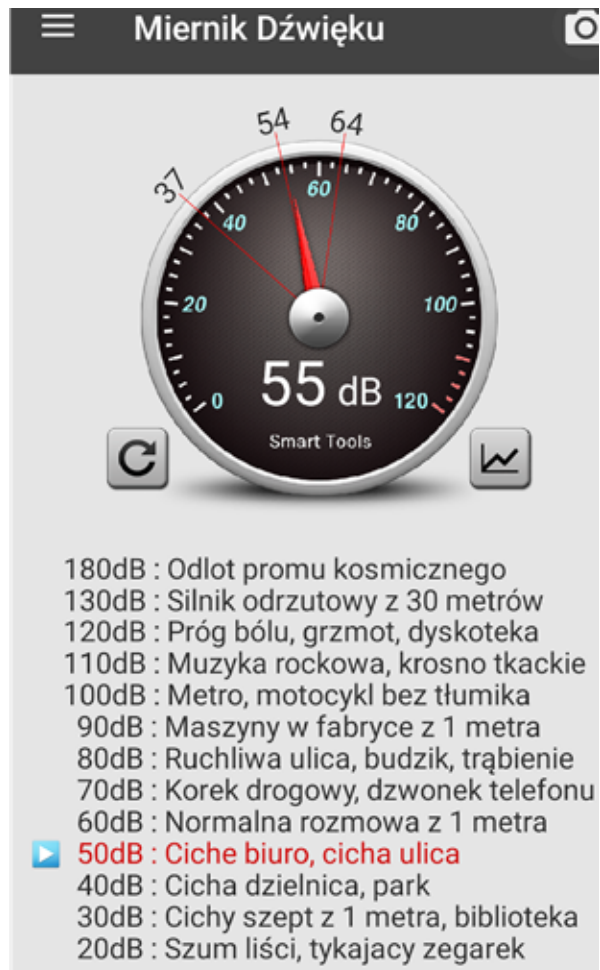 Miernik Dźwięku
37
54
64
0
20
40
60
80
100
120
55 dB
Smart Tools
180dB : Odlot promu kosmicznego
130dB : Silnik odrzutowy z 30 metrów
120dB : Próg bólu, grzmot, dyskoteka
110dB : Muzyka rockowa, krosno tkackie
100dB : Metro, motocykl bez tłumika
90dB : Maszyny w fabryce z 1 metra
80dB : Ruchliwa ulica, budzik, trąbienie
70dB : Korek drogowy, dzwonek telefonu
60dB : Normalna rozmowa z 1 metra
50dB : Ciche biuro, cicha ulica
40dB : Cicha dzielnica, park
30dB : Cichy szept z 1 metra, biblioteka
20dB : Szum liści, tykajacy zegarek